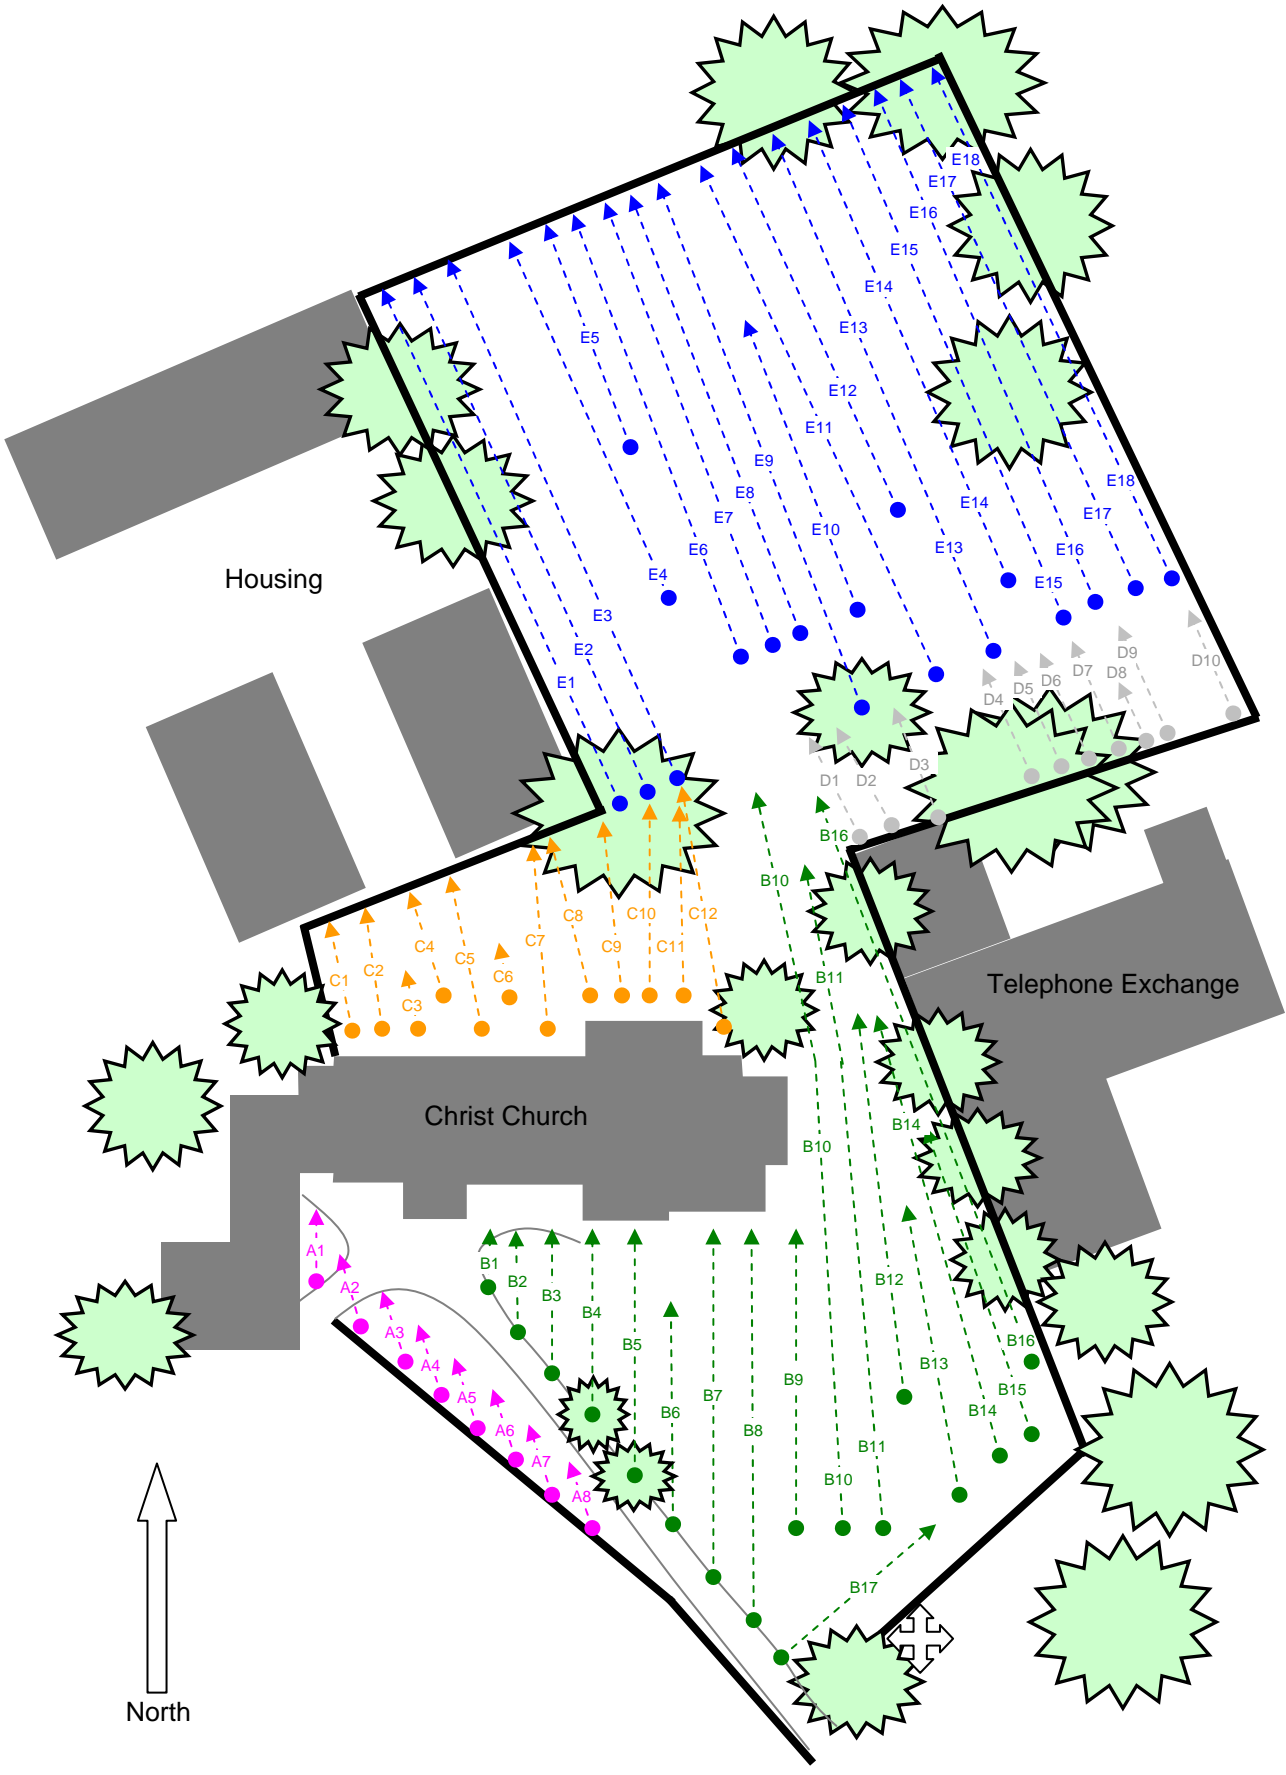 E18
E17
E16
E15
E14
E13
E5
E12
E11
E9
E18
E8
E14
E17
E7
E10
E6
E13
E16
Housing
E4
E15
E3
E2
D9
D10
E1
D7
D8
D6
D5
D4
D3
D1
D2
B16
B10
C12
C8
C10
C7
C4
C9
C11
C5
C2
C6
B11
C1
Telephone Exchange
C3
Christ Church
B14
B10
A1
B1
B2
B3
B12
A2
B4
A3
B5
B16
A4
B13
B9
B15
B7
A5
B6
B14
A6
B8
B11
A7
B10
A8
B17
North